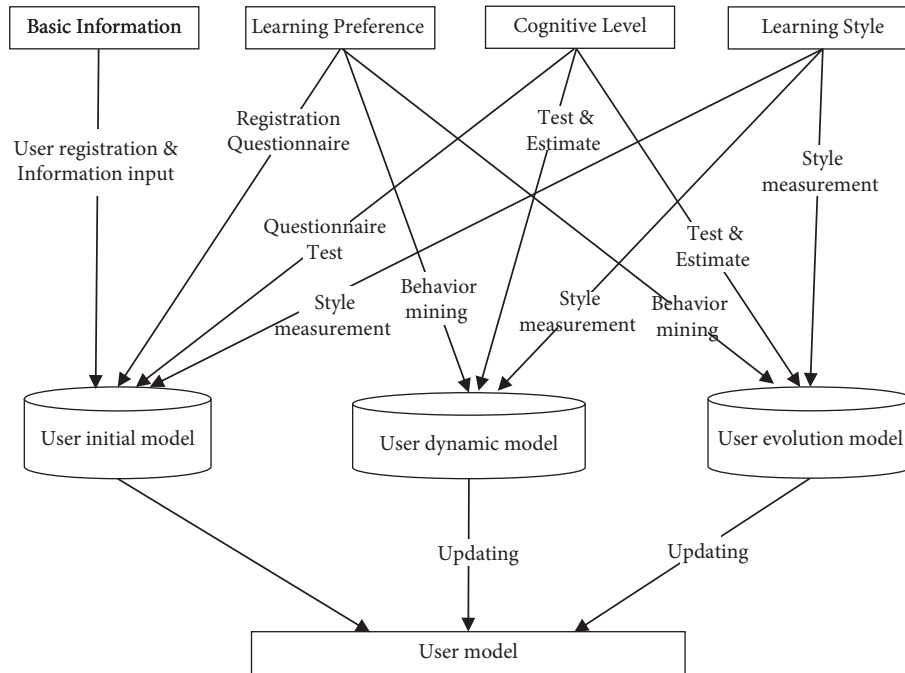 Basic Information
Learning Preference
Cognitive Level
Learning Style
User registration &
Information input
Registration
Questionnaire
Test &
Estimate
Style
measurement
Questionnaire
Test
Test &
Estimate
Style
measurement
Behavior
mining
Style
measurement
Behavior
mining
User initial model
User dynamic model
User evolution model
Updating
Updating
User model